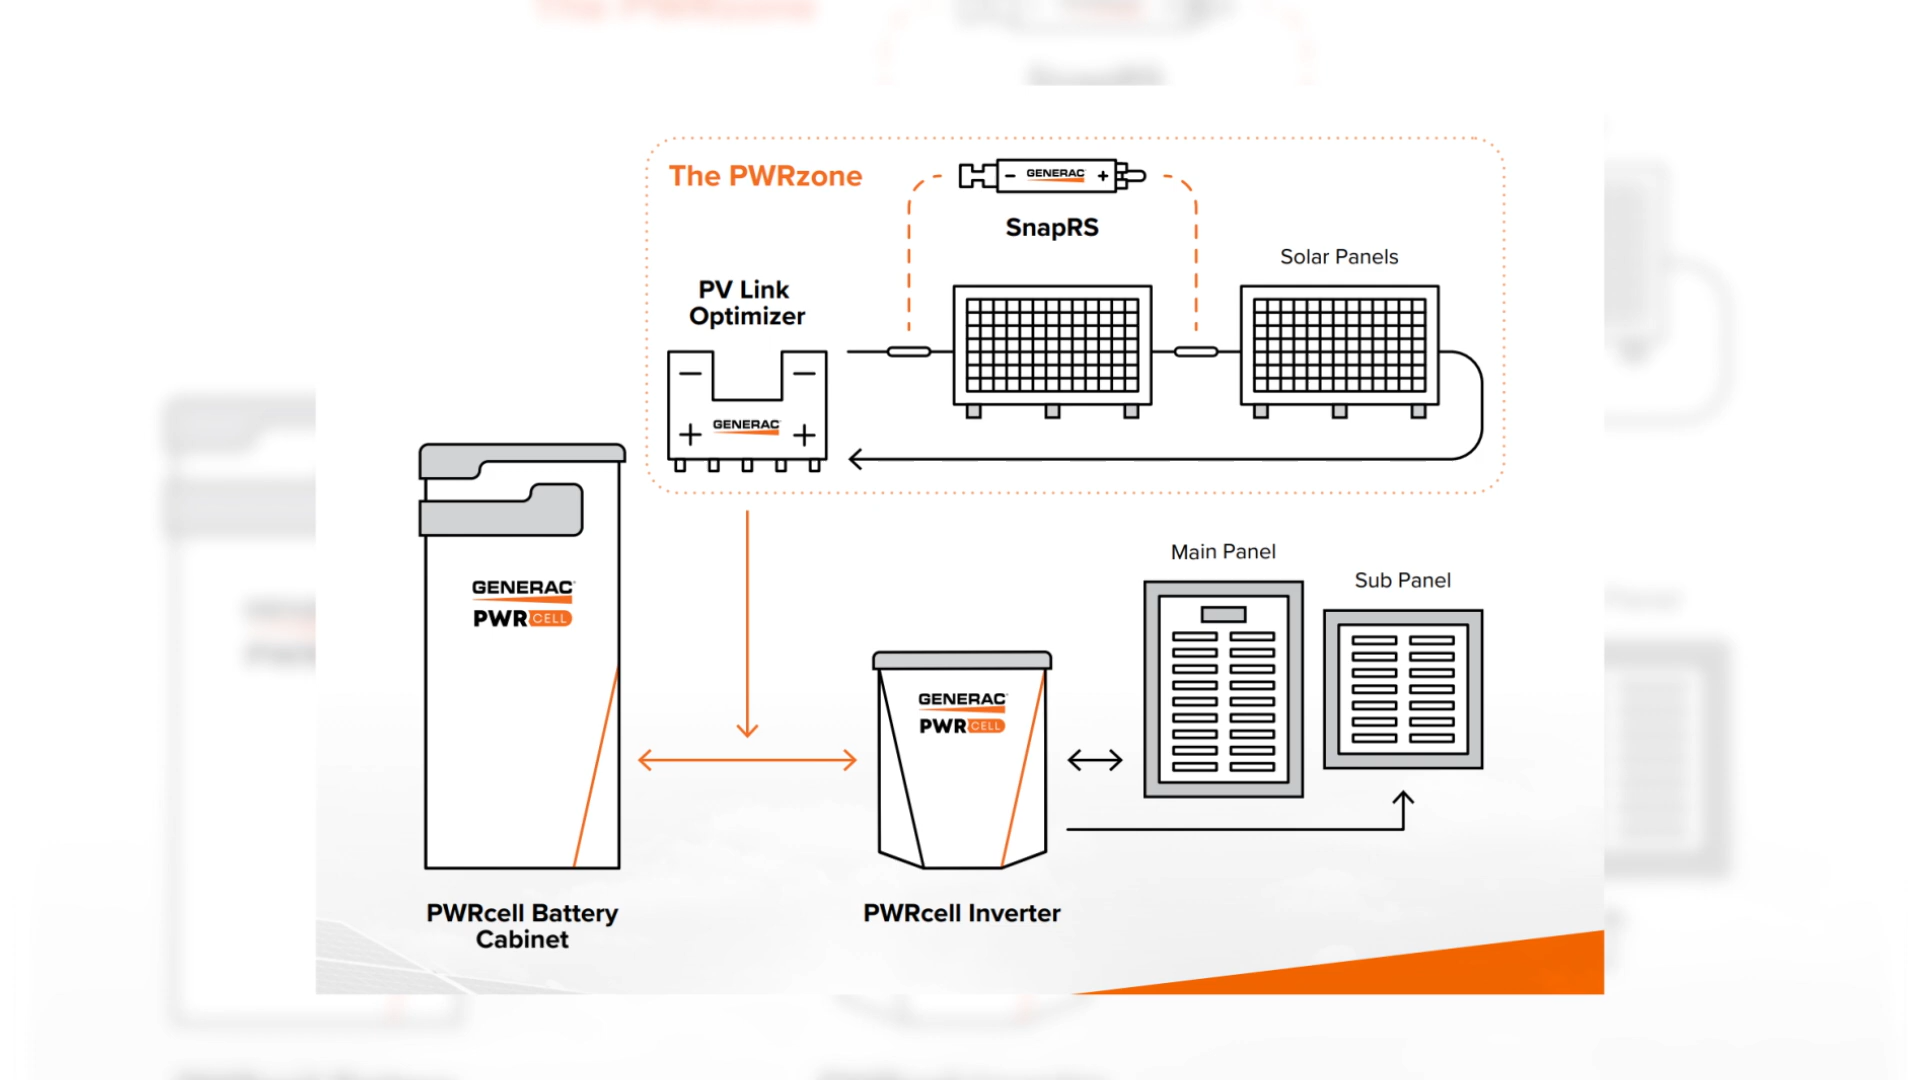 The PWRzone
− GENERAC +
SnapRS
Solar Panels
PV Link
Optimizer
− −
+ GENERAC +
Main Panel
Sub Panel
GENERAC
PWR CELL
GENERAC
PWR CELL
PWRcell Battery
Cabinet
PWRcell Inverter